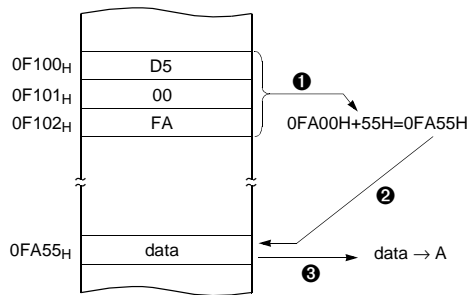 0F100H D5
0F101H 00
0F102H FA
❶
0FA00H+55H=0FA55H
❷
0FA55H data
❸
data → A